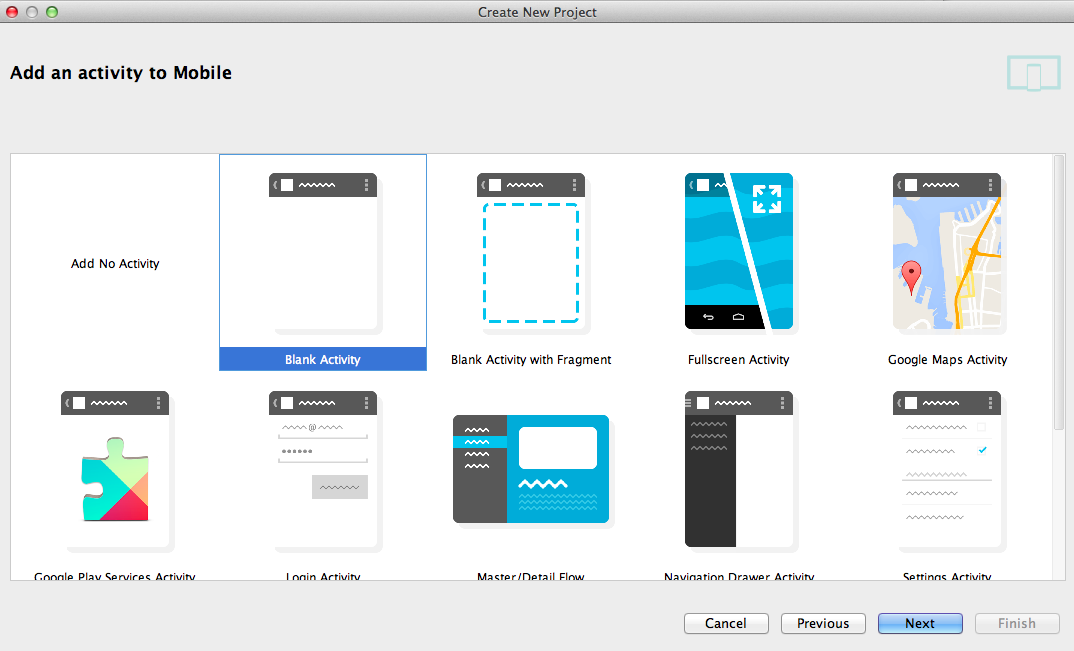 Create New Project
Add an activity to Mobile
Add No Activity
Blank Activity
Blank Activity with Fragment
Fullscreen Activity
Google Maps Activity
Google Play Services Activity
Login Activity
Master/Detail Flow
Navigation Drawer Activity
Settings Activity
Cancel
Previous
Next
Finish